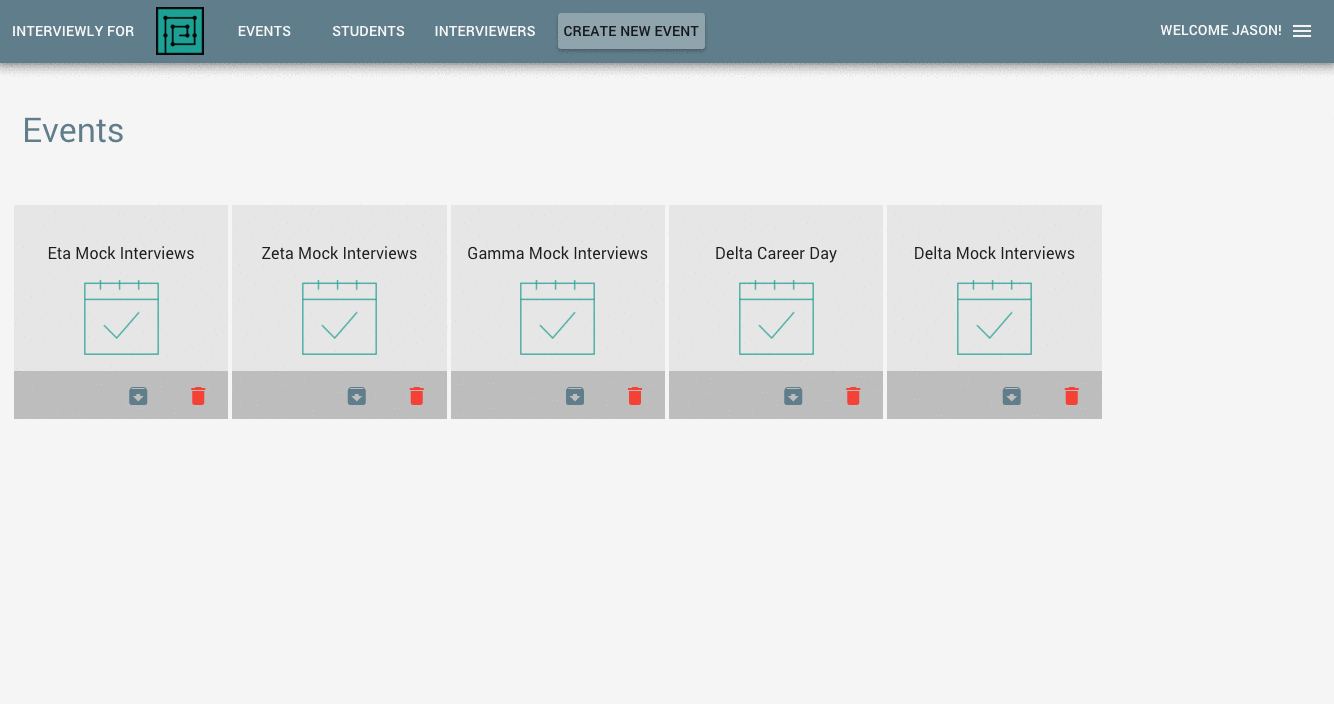 INTERVIEWLY FOR
EVENTS
STUDENTS
INTERVIEWERS
CREATE NEW EVENT
WELCOME JASON!
Events
Eta Mock Interviews
Zeta Mock Interviews
Gamma Mock Interviews
Delta Career Day
Delta Mock Interviews